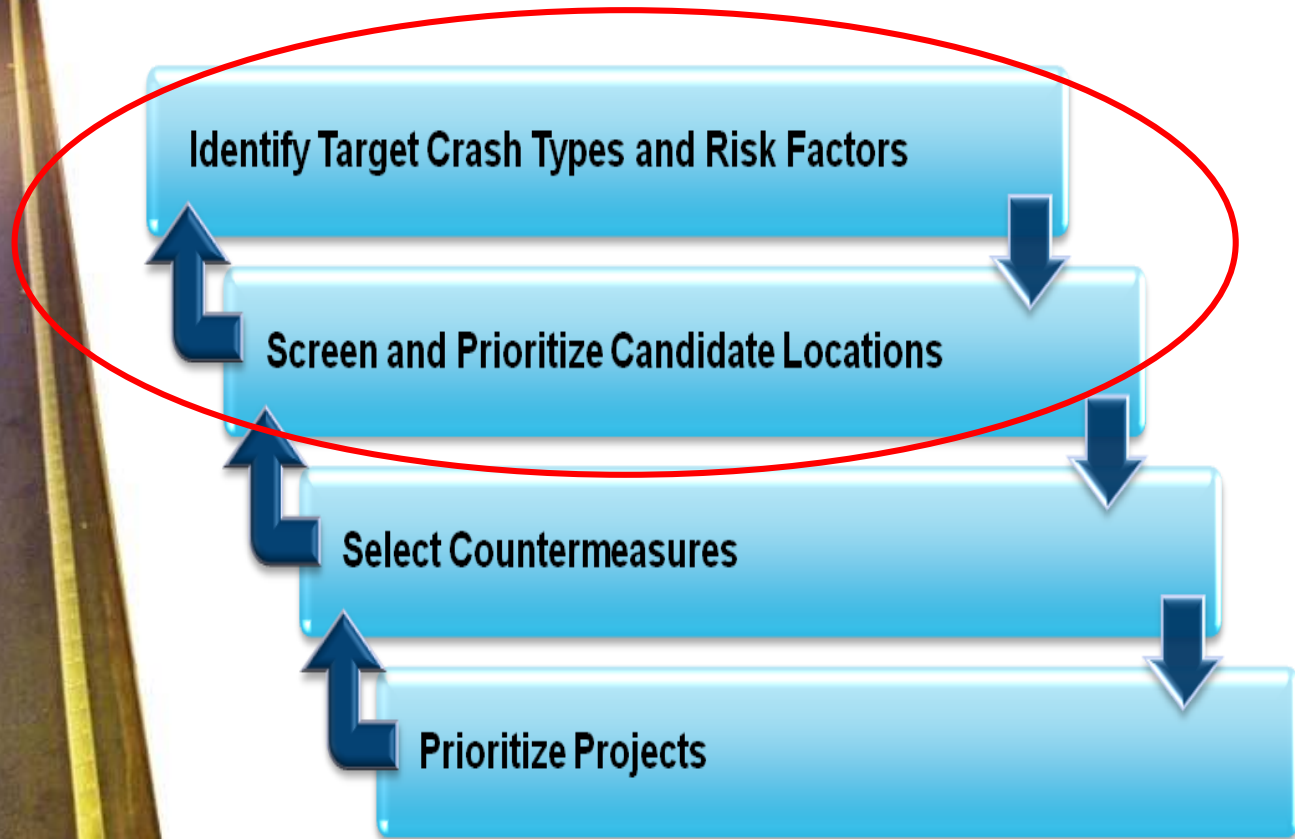 Identify Target Crash Types and Risk Factors
Screen and Prioritize Candidate Locations
Select Countermeasures
Prioritize Projects